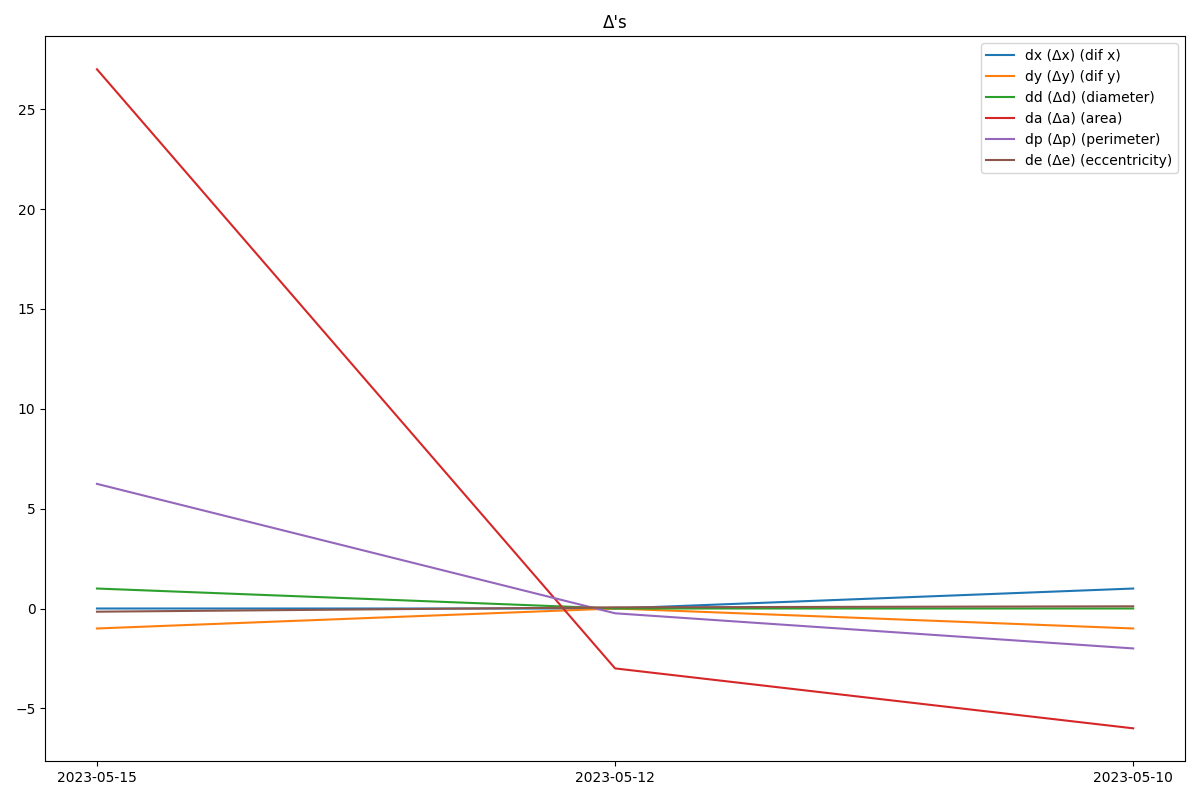 Δ's
dx (Δx) (dif x)
dy (Δy) (dif y)
dd (Δd) (diameter)
da (Δa) (area)
dp (Δp) (perimeter)
de (Δe) (eccentricity)
25
20
15
10
5
0
−5
2023-05-15
2023-05-12
2023-05-10